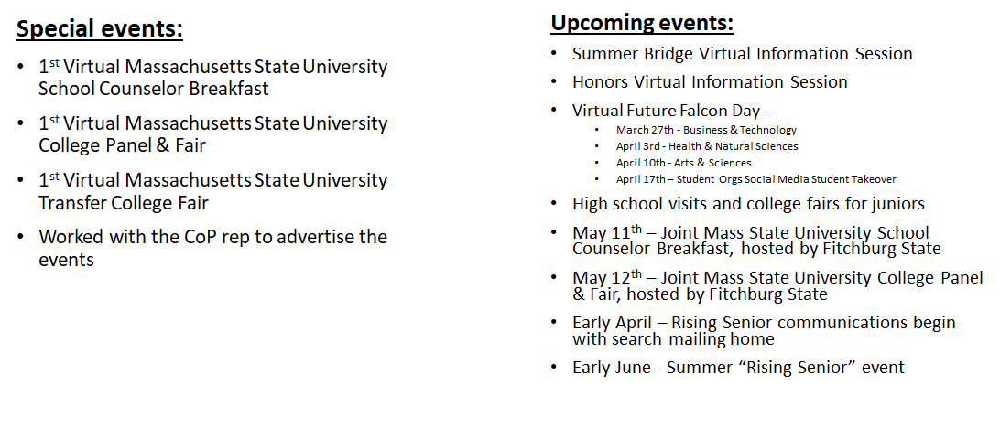 Special events:
• 1st Virtual Massachusetts State University
School Counselor Breakfast
• 1st Virtual Massachusetts State University
College Panel & Fair
• 1st Virtual Massachusetts State University
Transfer College Fair
• Worked with the CoP rep to advertise the
events
Upcoming events:
• Summer Bridge Virtual Information Session
• Honors Virtual Information Session
• Virtual Future Falcon Day –
• March 27th - Business & Technology
• April 3rd - Health & Natural Sciences
• April 10th - Arts & Sciences
• April 17th – Student Orgs Social Media Student Takeover
• High school visits and college fairs for juniors
• May 11th – Joint Mass State University School
Counselor Breakfast, hosted by Fitchburg State
• May 12th – Joint Mass State University College Panel
& Fair, hosted by Fitchburg State
• Early April – Rising Senior communications begin
with search mailing home
• Early June - Summer “Rising Senior” event